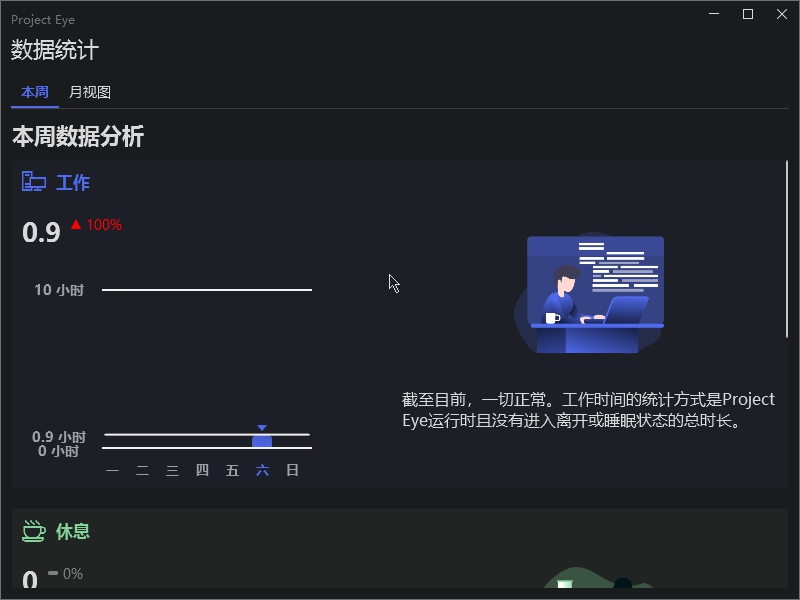 Project Eye
数据统计
本周 月视图
本周数据分析
工作
0.9 ▲ 100%
10 小时
0.9 小时
0 小时
一 二 三 四 五 六 日
截至目前，一切正常。工作时间的统计方式是Project
Eye运行时且没有进入离开或睡眠状态的总时长。
休息
0 0%